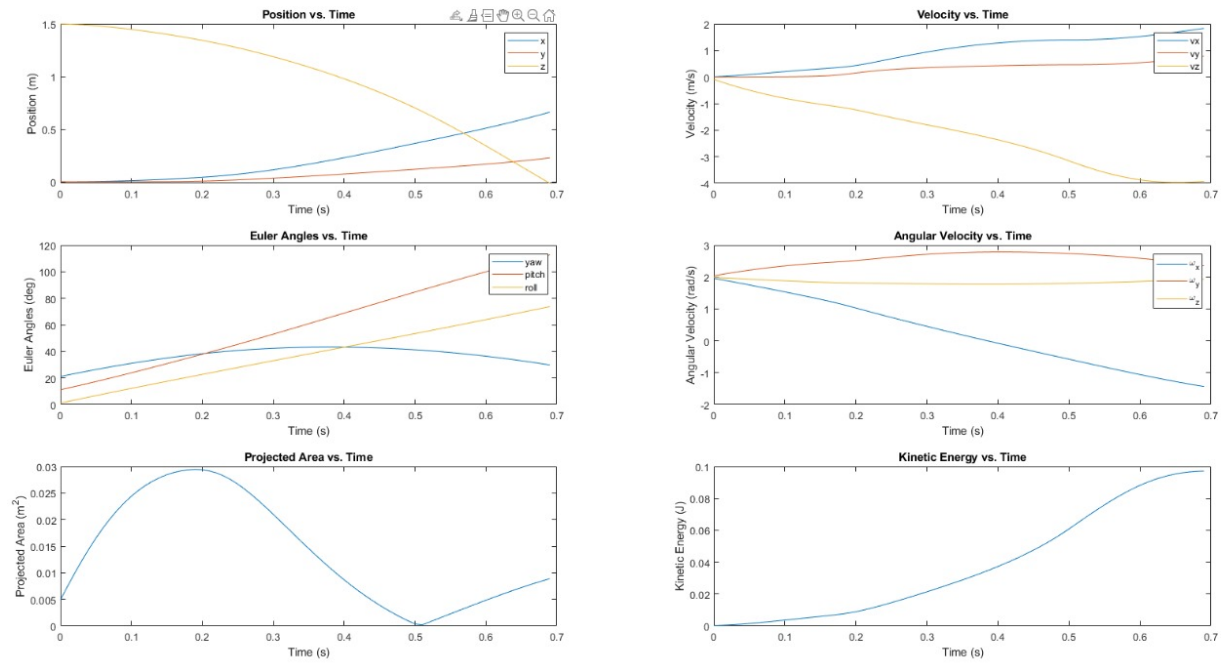 Position vs. Time
1.5
1
0.5
0
Position (m)
x
y
z
0 0.1 0.2 0.3 0.4 0.5 0.6 0.7
Time (s)
Velocity vs. Time
2
1
0
-1
-2
-3
-4
Velocity (m/s)
vx
vy
vz
0 0.1 0.2 0.3 0.4 0.5 0.6 0.7
Time (s)
Euler Angles vs. Time
120
100
80
60
40
20
0
Euler Angles (deg)
yaw
pitch
roll
0 0.1 0.2 0.3 0.4 0.5 0.6 0.7
Time (s)
Angular Velocity vs. Time
3
2
1
0
-1
-2
Angular Velocity (rad/s)
ω_x
ω_y
ω_z
0 0.1 0.2 0.3 0.4 0.5 0.6 0.7
Time (s)
Projected Area vs. Time
0.03
0.025
0.02
0.015
0.01
0.005
0
Projected Area (m²)
0 0.1 0.2 0.3 0.4 0.5 0.6 0.7
Time (s)
Kinetic Energy vs. Time
0.1
0.08
0.06
0.04
0.02
0
Kinetic Energy (J)
0 0.1 0.2 0.3 0.4 0.5 0.6 0.7
Time (s)